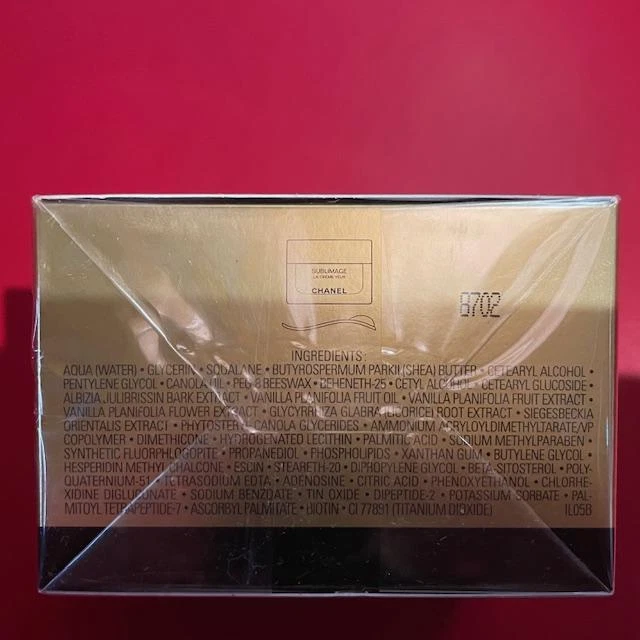 SUBLIMAGE
LA CRÈME YEUX
CHANEL
8702
INGREDIENTS:
AQUA (WATER) • GLYCERIN • SQUALANE • BUTYROSPERMUM PARKII (SHEA) BUTTER • CETEARYL ALCOHOL •
PENTYLENE GLYCOL • CANOLA OIL • PEG-8 BEESWAX • BEHENETH-25 • CETYL ALCOHOL • CETEARYL GLUCOSIDE •
ALBIZIA JULIBRISSIN BARK EXTRACT • VANILLA PLANIFOLIA FRUIT OIL • VANILLA PLANIFOLIA FRUIT EXTRACT •
VANILLA PLANIFOLIA FLOWER EXTRACT • GLYCYRRHIZA GLABRA (LICORICE) ROOT EXTRACT • SIEGESBECKIA
ORIENTALIS EXTRACT • PHYTOSTERYL CANOLA GLYCERIDES • AMMONIUM ACRYLOYLDIMETHYLTAURATE/VP
COPOLYMER • DIMETHICONE • HYDROGENATED LECITHIN • PALMITIC ACID • SODIUM METHYLPARABEN •
SYNTHETIC FLUORPHLOGOPITE • PROPANEDIOL • PHOSPHOLIPIDS • XANTHAN GUM • BUTYLENE GLYCOL •
HESPERIDIN METHYL CHALCONE • ESCIN • STEARETH-20 • DIPROPYLENE GLYCOL • BETA-SITOSTEROL • POLY-
QUATERNIUM-51 • TETRASODIUM EDTA • ADENOSINE • CITRIC ACID • PHENOXYETHANOL • CHLORHE-
XIDINE DIGLUCONATE • SODIUM BENZOATE • TIN OXIDE • DIPEPTIDE-2 • POTASSIUM SORBATE • PAL-
MITOYL TETRAPEPTIDE-7 • ASCORBYL PALMITATE • BIOTIN • CI 77891 (TITANIUM DIOXIDE) IL05B